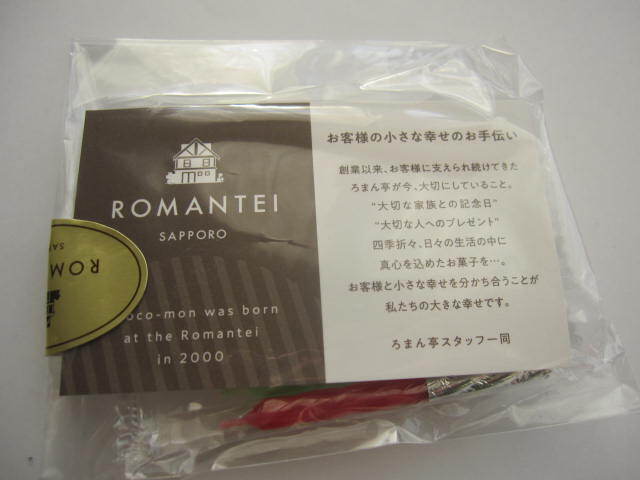 ROMANTEI
SAPPORO
was born
at the Romantei
in 2000
お客様の小さな幸せのお手伝い
創業以来、お客様に支えられ続けてきた
ろまん亭が今、大切にしていること。
“大切な家族との記念日”
“大切な人へのプレゼント”
四季折々、日々の生活の中に
真心を込めたお菓子を…。
お客様と小さな幸せを分かち合うことが
私たちの大きな幸せです。
ろまん亭スタッフ一同
ROM
SA